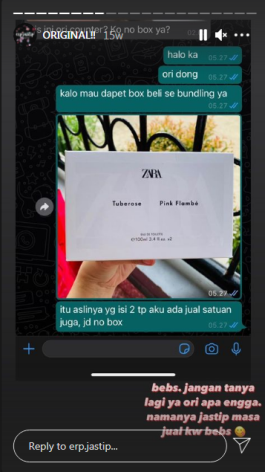 is ini ori counter? Ko no box ya?
ORIGINAL‼ 15w
halo ka
05.27
ori dong
05.27
kalo mau dapet box beli se bundling ya
05.27
ZARA
Tuberose Pink Flambé
05.27
itu aslinya yg isi 2 tp aku ada jual satuan
juga, jd no box
05.27
bebs. jangan tanya
lagi ya ori apa engga.
namanya jastip masa
jual kw bebs
Reply to erp.jastip...